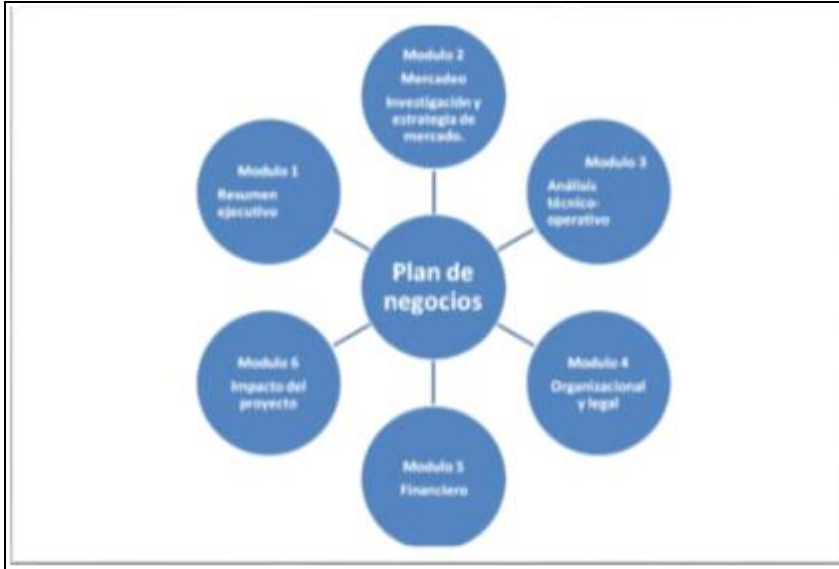 Modulo 2
Mercadeo
Investigación y
estrategia de
mercado.
Modulo 1
Resumen
ejecutivo
Modulo 3
Análisis
técnico-
operativo
Plan de
negocios
Modulo 6
Impacto del
proyecto
Modulo 4
Organizacional
y legal
Modulo 5
Financiero